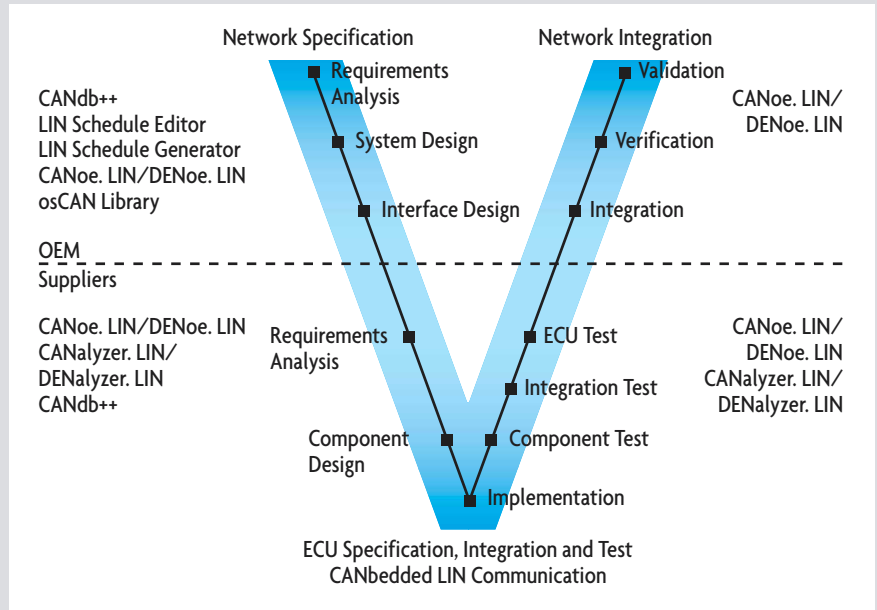 Network Specification
Network Integration
Requirements
Analysis
Validation
CANdb++
LIN Schedule Editor
LIN Schedule Generator
CANoe. LIN/DENoe. LIN
osCAN Library
CANoe. LIN/
DENoe. LIN
System Design
Verification
Interface Design
Integration
OEM
Suppliers
CANoe. LIN/DENoe. LIN
CANalyzer. LIN/
DENalyzer. LIN
CANdb++
Requirements
Analysis
ECU Test
CANoe. LIN/
DENoe. LIN
CANalyzer. LIN/
DENalyzer. LIN
Integration Test
Component
Design
Component Test
Implementation
ECU Specification, Integration and Test
CANbedded LIN Communication